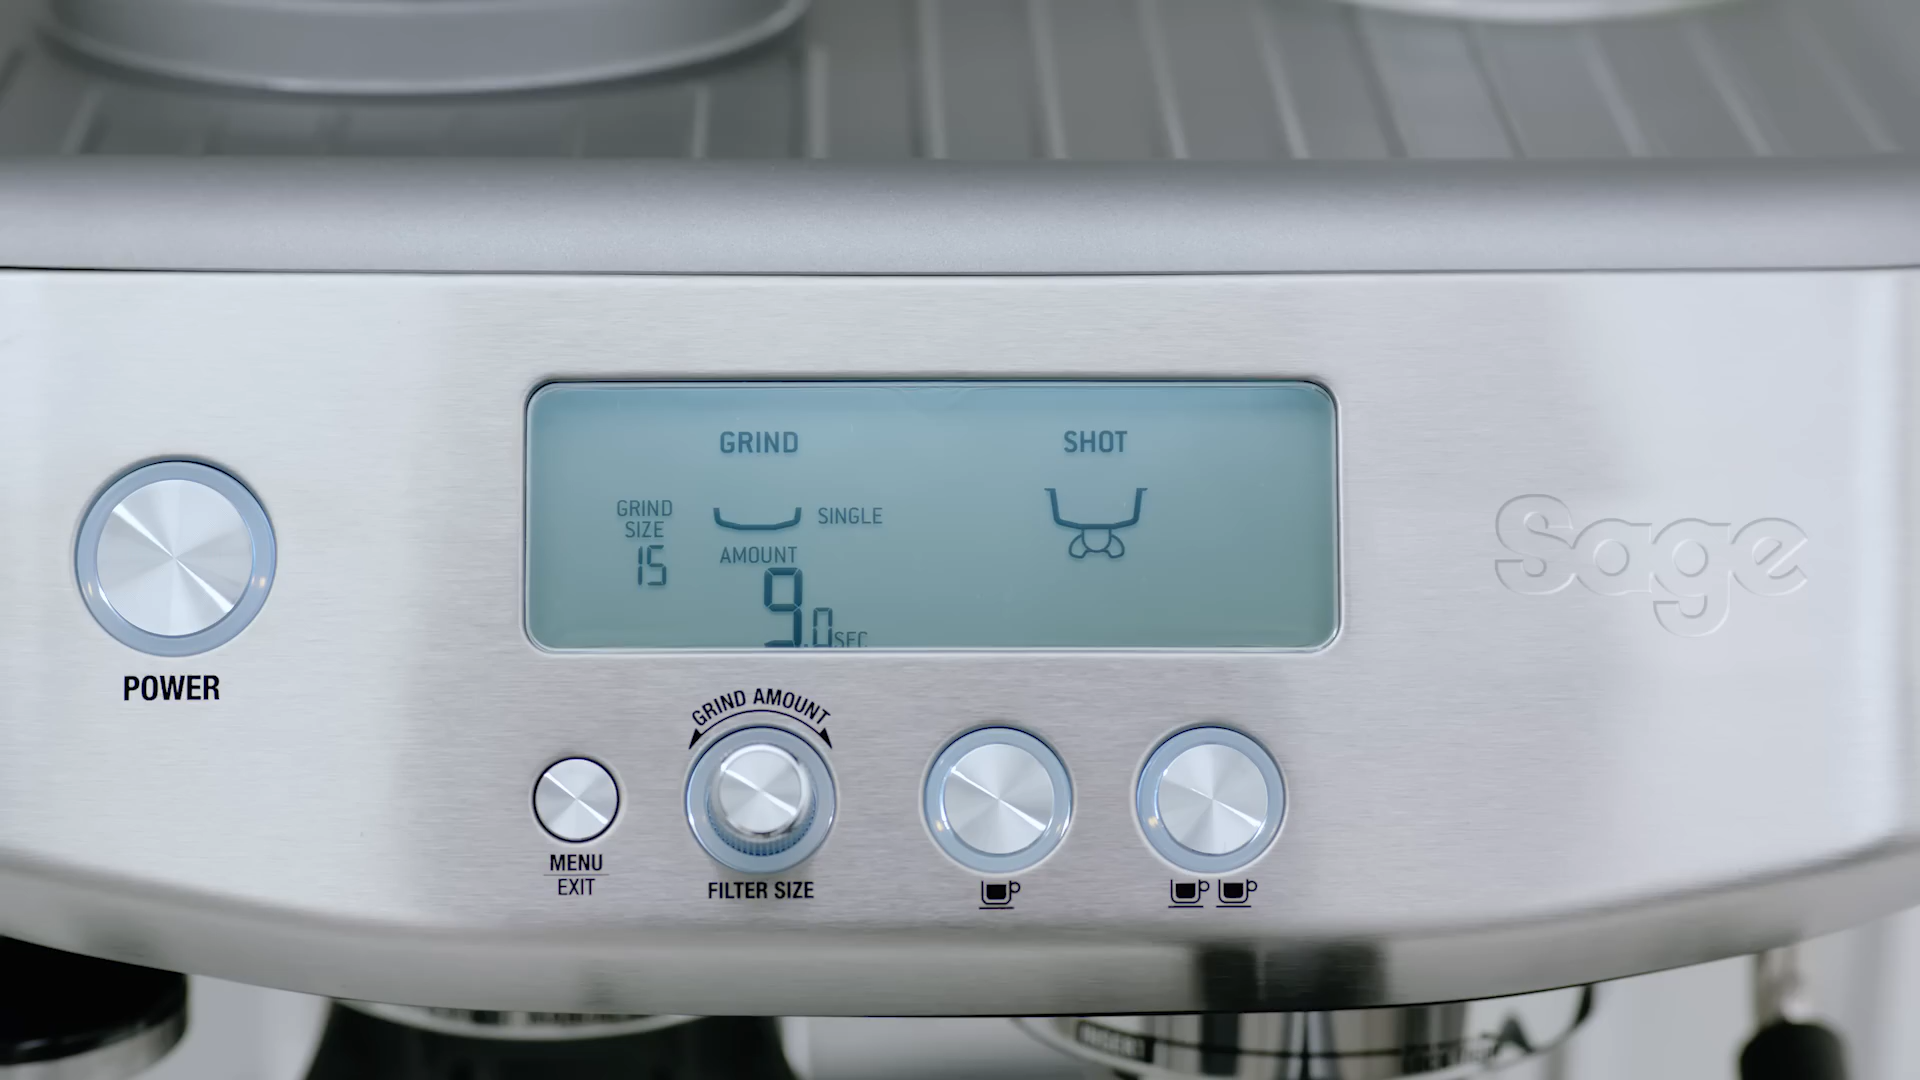 GRIND
SHOT
GRIND
SIZE
15
SINGLE
AMOUNT
9.0SEC
Sage
POWER
GRIND AMOUNT
MENU
EXIT
FILTER SIZE